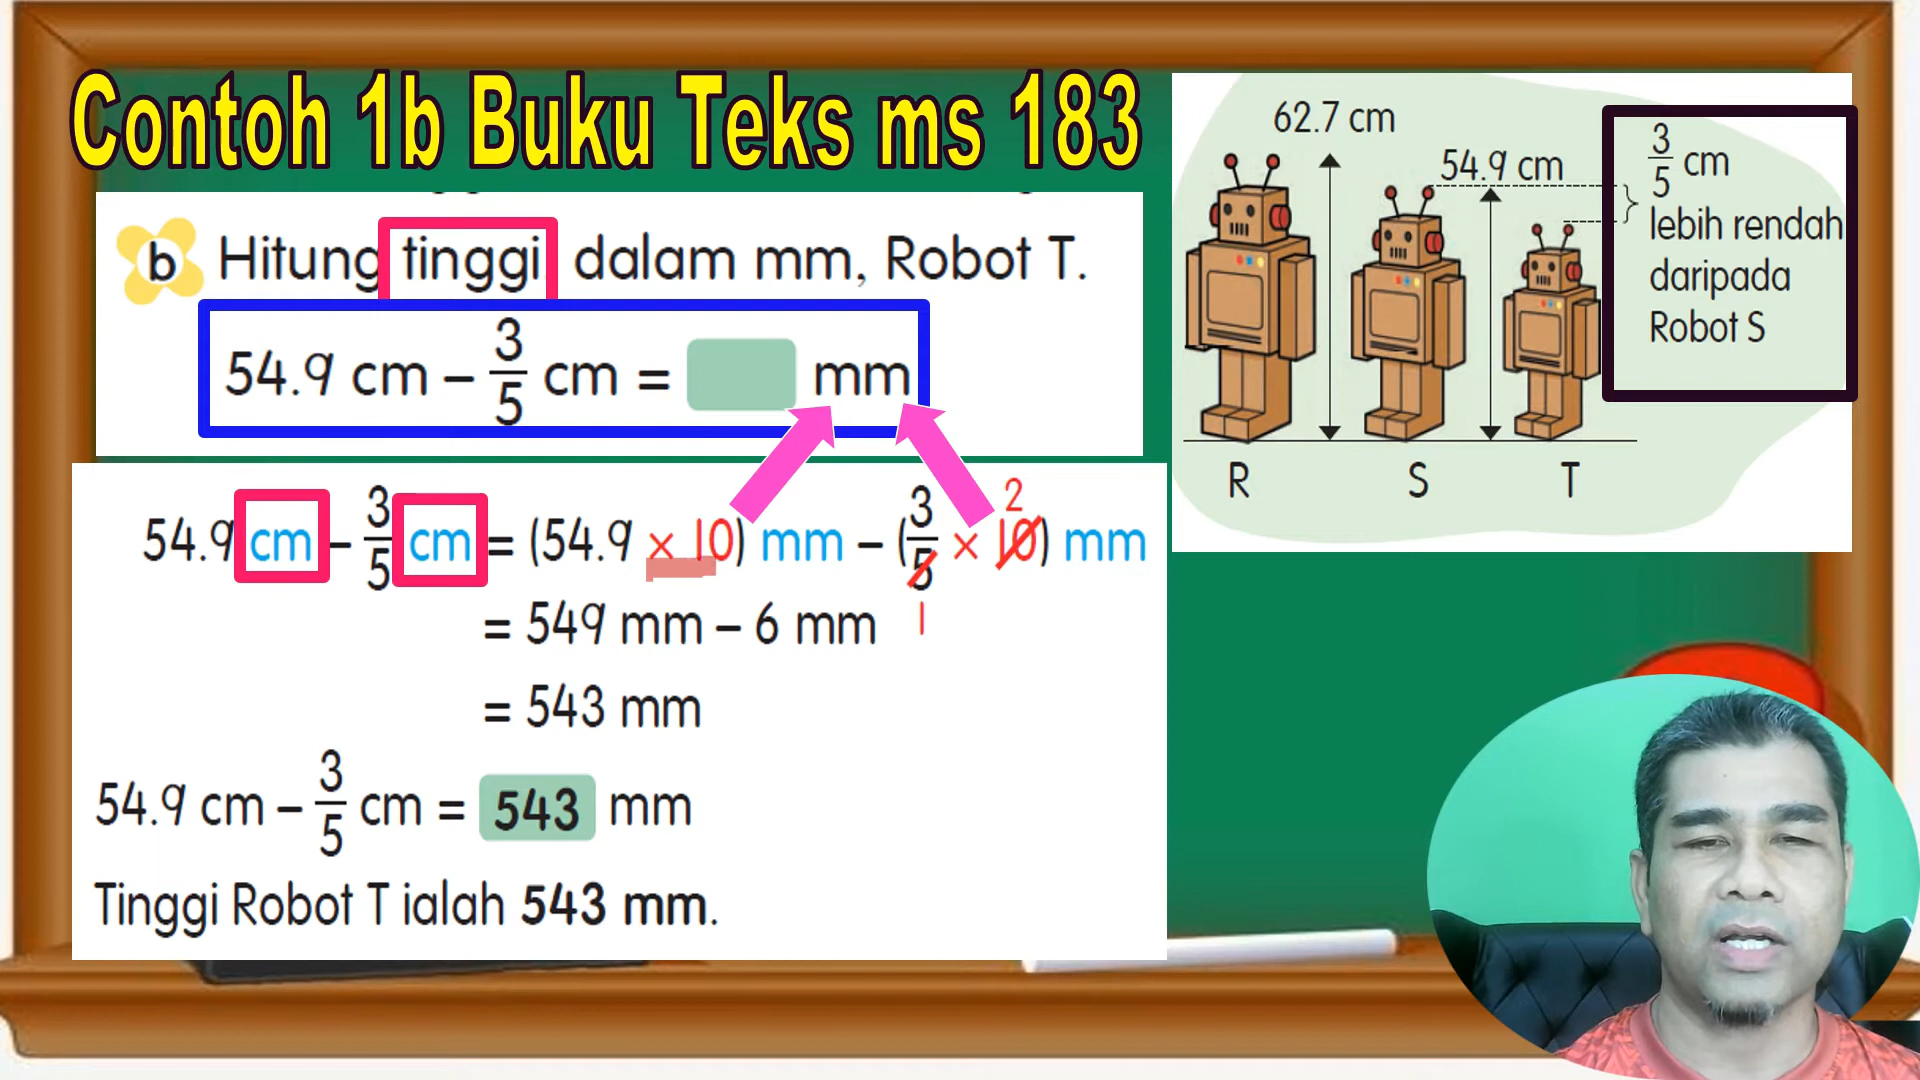 Contoh 1b Buku Teks ms 183
b Hitung tinggi dalam mm, Robot T.
54.9 cm – 3/5 cm = mm
54.9 cm – 3/5 cm = (54.9 × 10) mm – (3/5 × 10) mm
2
1
= 549 mm – 6 mm
= 543 mm
54.9 cm – 3/5 cm = 543 mm
Tinggi Robot T ialah 543 mm.
62.7 cm
54.9 cm
3/5 cm
lebih rendah
daripada
Robot S
R S T